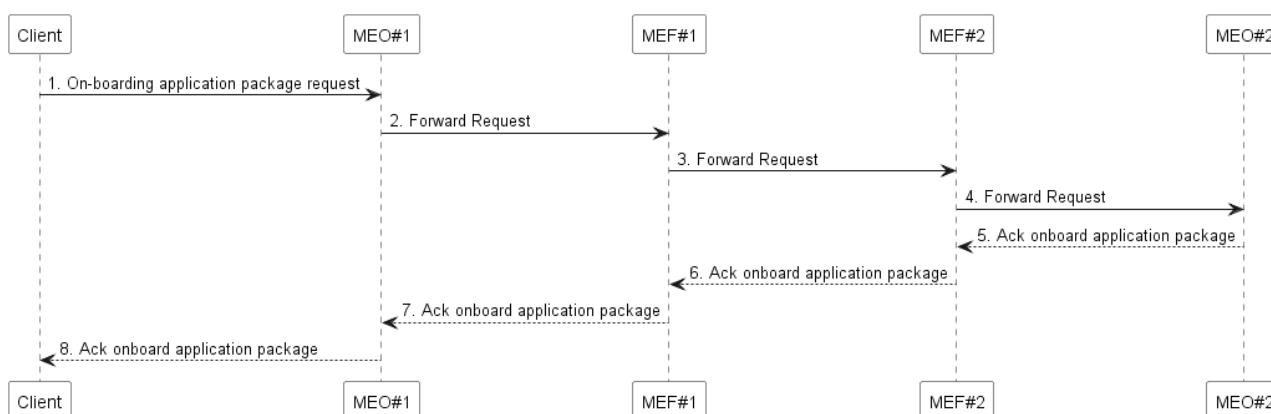 Client
MEO#1
MEF#1
MEF#2
MEO#2
1. On-boarding application package request
2. Forward Request
3. Forward Request
4. Forward Request
5. Ack onboard application package
6. Ack onboard application package
7. Ack onboard application package
8. Ack onboard application package
Client
MEO#1
MEF#1
MEF#2
MEO#2